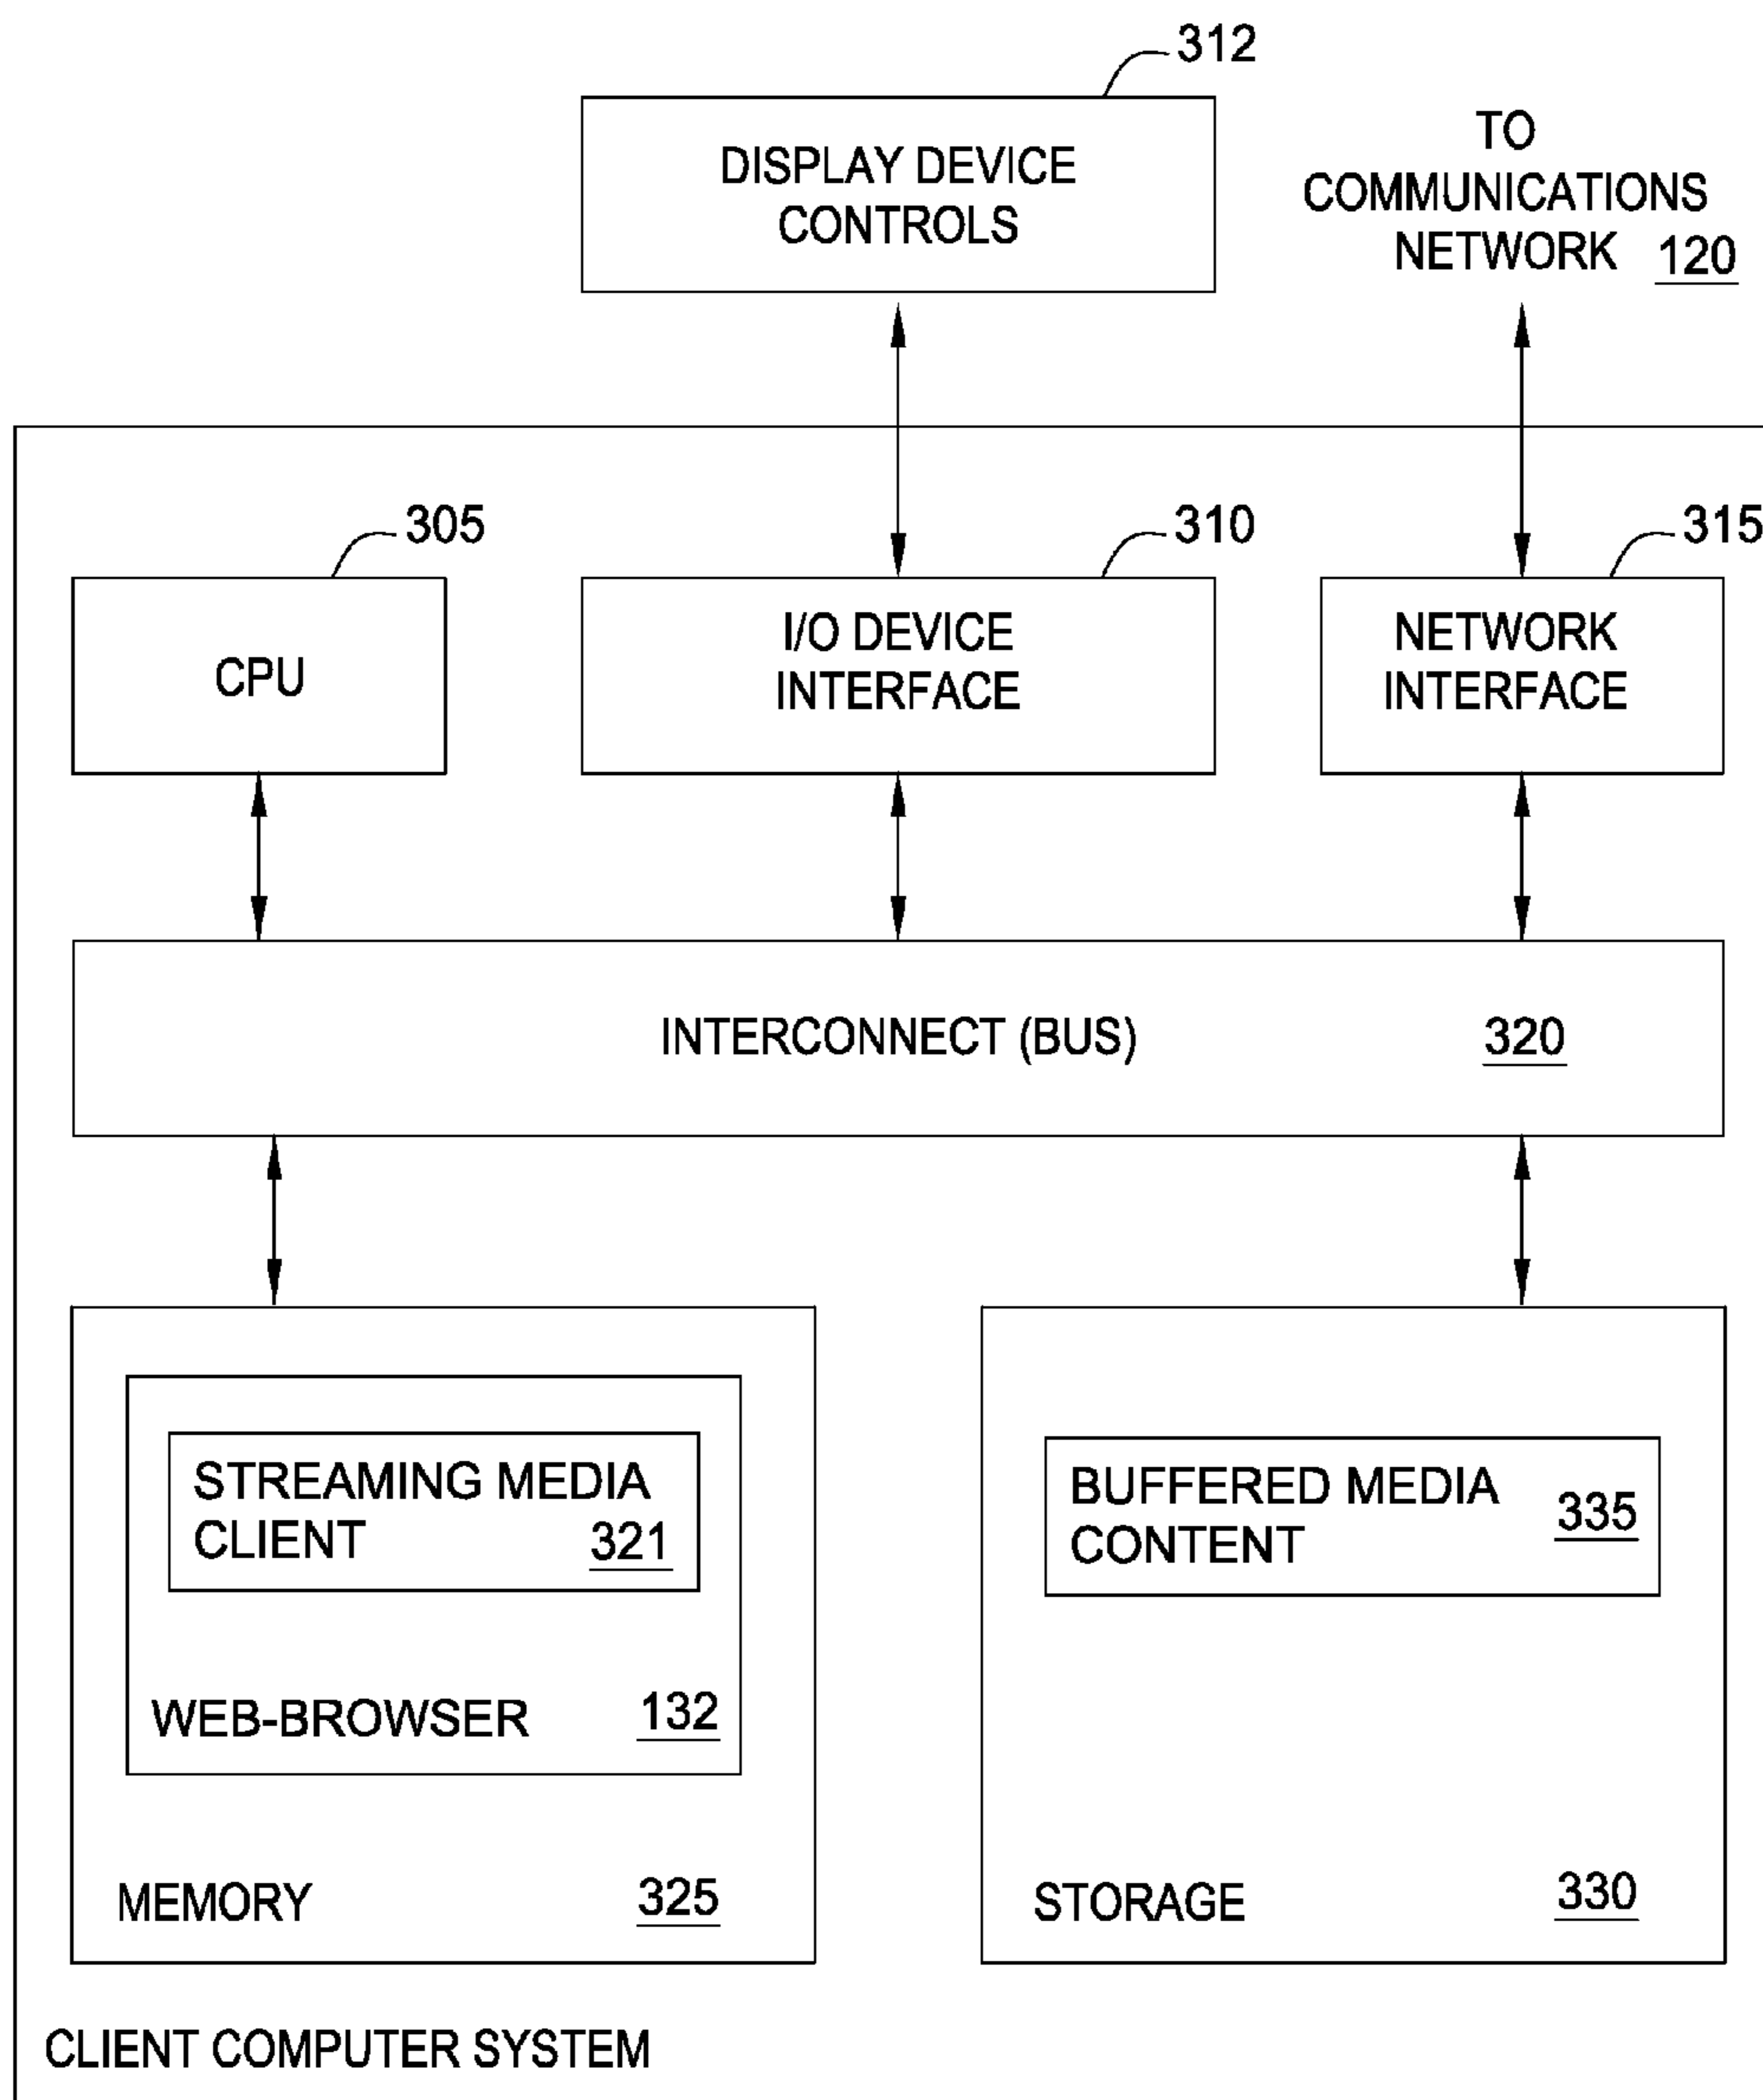 312
DISPLAY DEVICE
CONTROLS
TO
COMMUNICATIONS
NETWORK 120
305
310
315
CPU
I/O DEVICE
INTERFACE
NETWORK
INTERFACE
INTERCONNECT (BUS) 320
STREAMING MEDIA
CLIENT 321
WEB-BROWSER 132
MEMORY 325
BUFFERED MEDIA
CONTENT 335
STORAGE 330
CLIENT COMPUTER SYSTEM